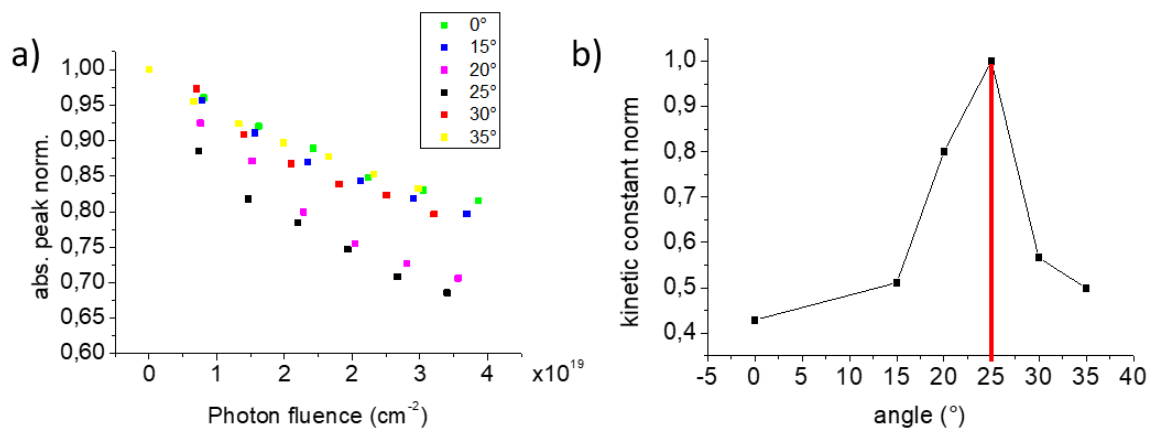 a)
0°
15°
20°
25°
30°
35°
1,00
0,95
0,90
0,85
0,80
0,75
0,70
0,65
0,60
abs. peak norm.
0 1 2 2 3 4 x10^19
Photon fluence (cm^-2)
b)
1,0
0,9
0,8
0,7
0,6
0,5
0,4
kinetic constant norm
-5 0 5 10 15 20 25 30 35 40
angle (°)